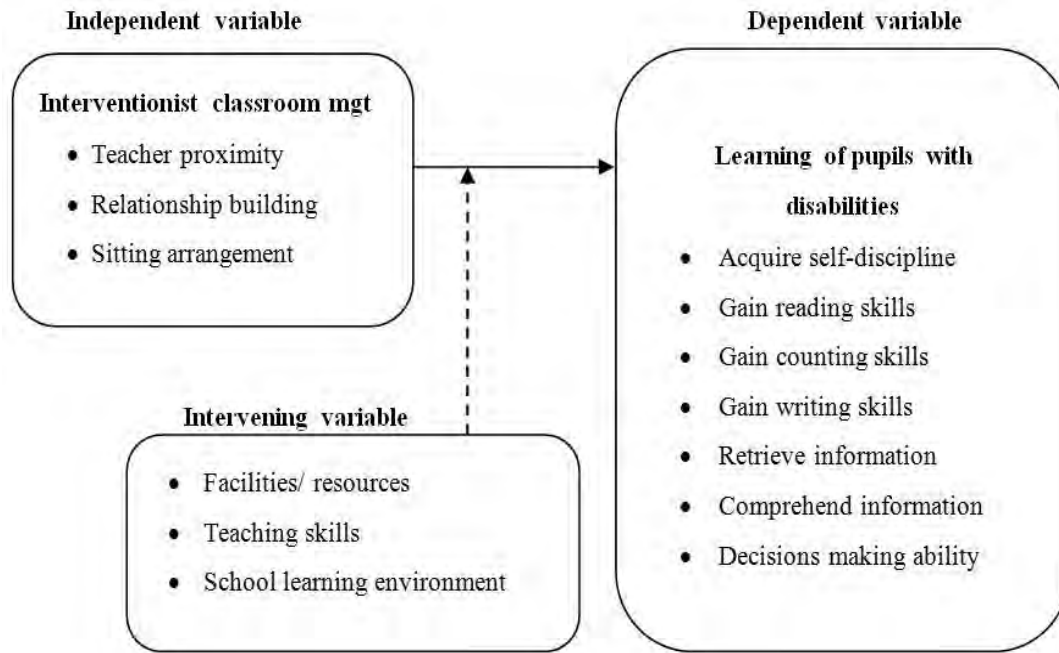 Independent variable
Interventionist classroom mgt
• Teacher proximity
• Relationship building
• Sitting arrangement
Intervening variable
• Facilities/ resources
• Teaching skills
• School learning environment
Dependent variable
Learning of pupils with
disabilities
• Acquire self-discipline
• Gain reading skills
• Gain counting skills
• Gain writing skills
• Retrieve information
• Comprehend information
• Decisions making ability